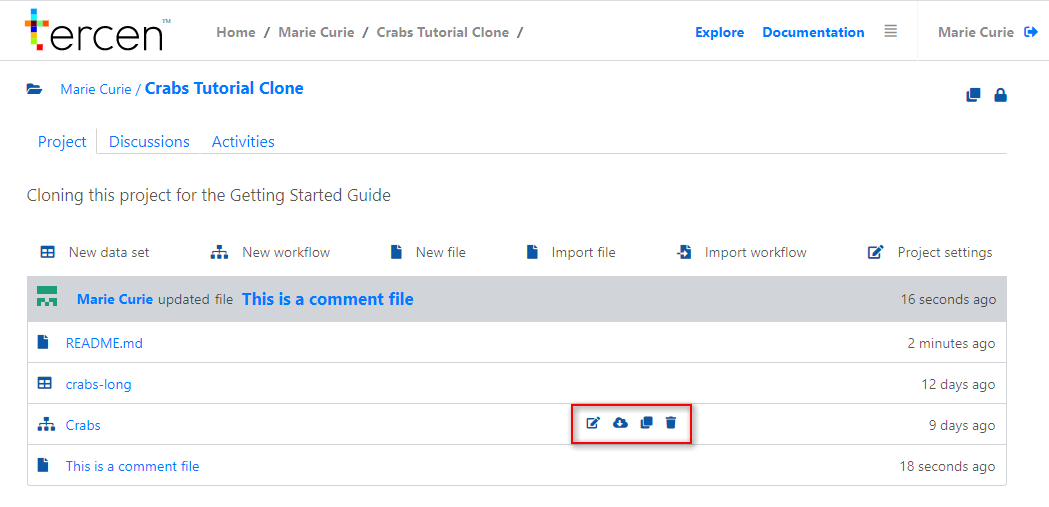 tercen™ Home / Marie Curie / Crabs Tutorial Clone / Explore Documentation Marie Curie
Marie Curie / Crabs Tutorial Clone
Project Discussions Activities
Cloning this project for the Getting Started Guide
New data set New workflow New file Import file Import workflow Project settings
Marie Curie updated file This is a comment file 16 seconds ago
README.md 2 minutes ago
crabs-long 12 days ago
Crabs 9 days ago
This is a comment file 18 seconds ago